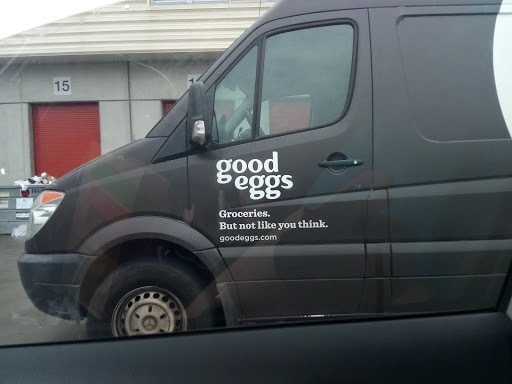 15
good
eggs
Groceries.
But not like you think.
goodeggs.com